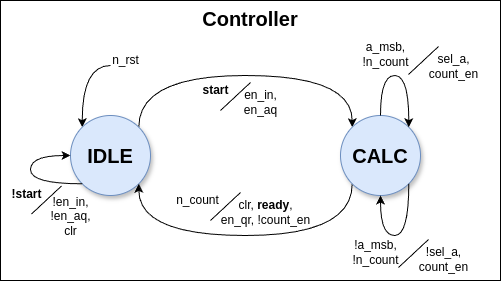 Controller
n_rst
start
en_in,
en_aq
a_msb,
!n_count
sel_a,
count_en
IDLE
CALC
!start
!en_in,
!en_aq,
clr
n_count
clr, ready,
en_qr, !count_en
!a_msb,
!n_count
!sel_a,
count_en